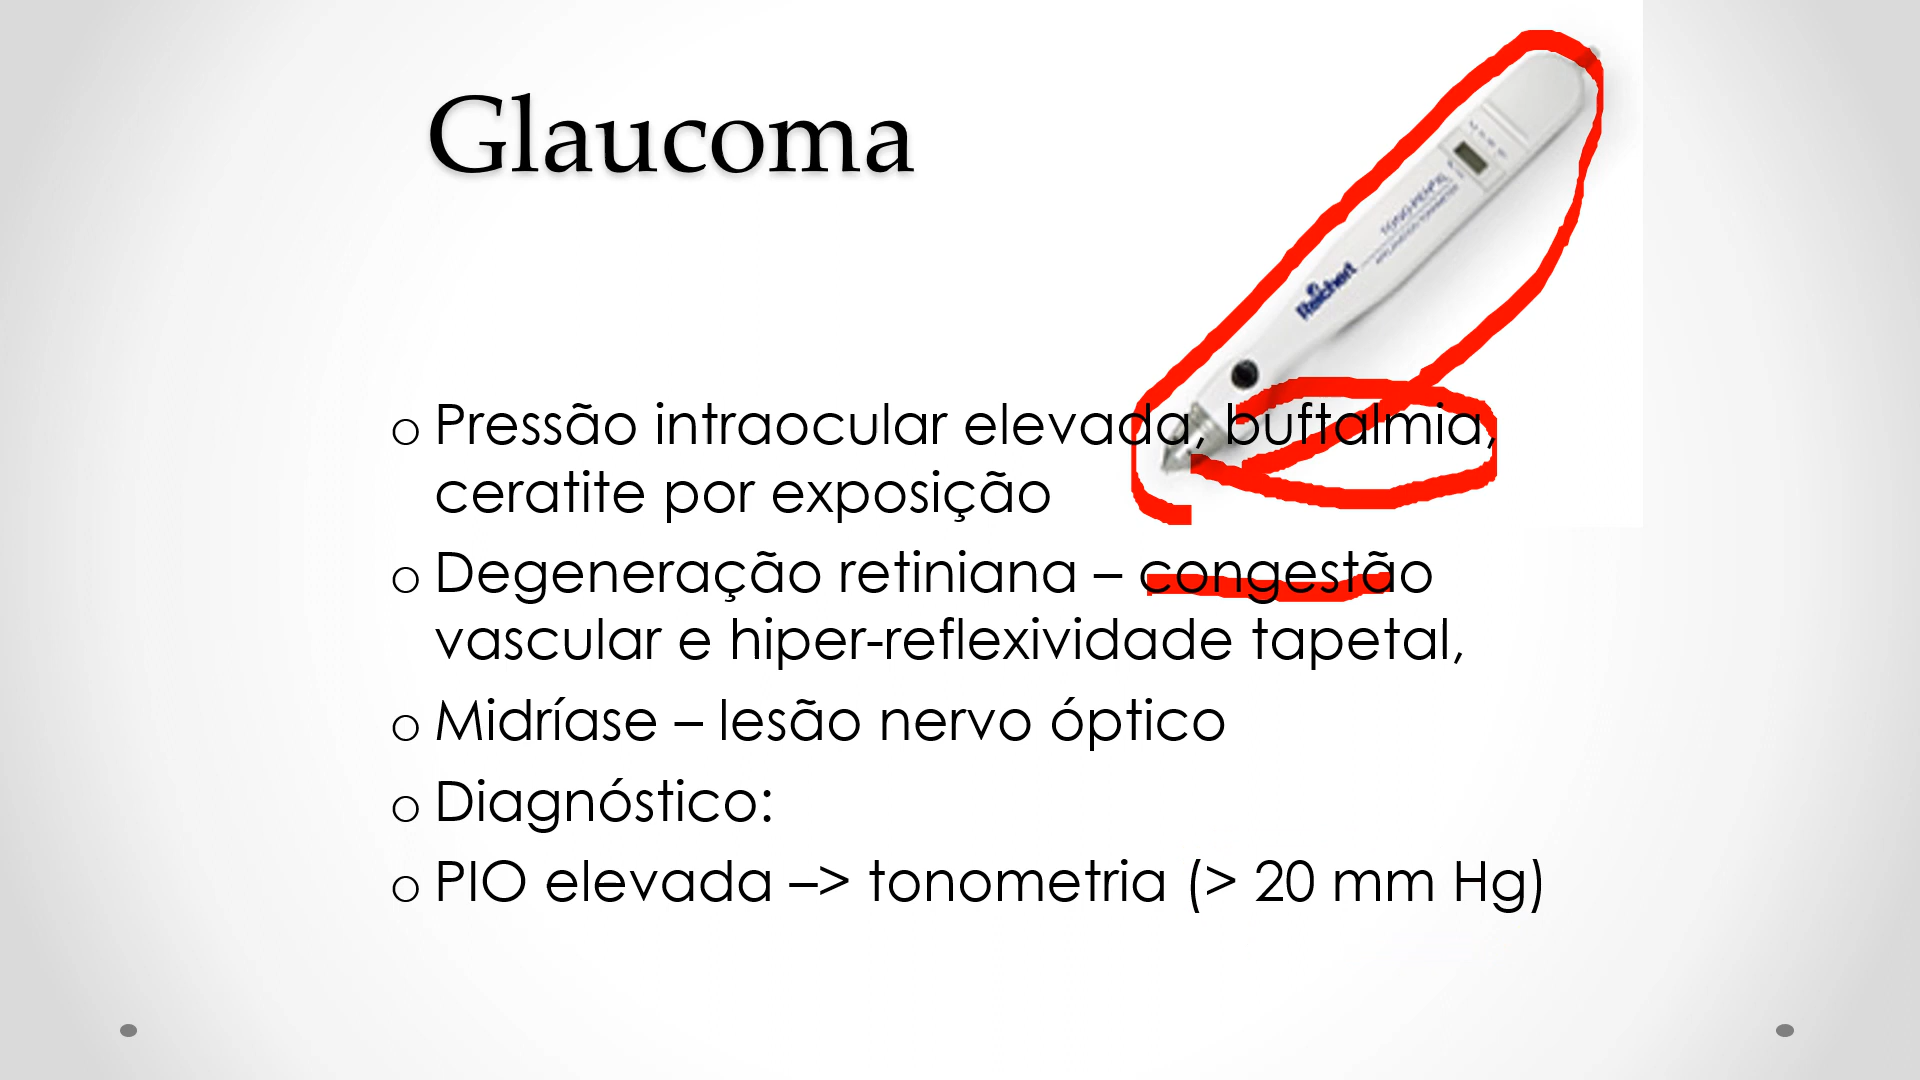 Glaucoma
Reichert
o Pressão intraocular elevada, buftalmia,
ceratite por exposição
o Degeneração retiniana – congestão
vascular e hiper-reflexividade tapetal,
o Midríase – lesão nervo óptico
o Diagnóstico:
o PIO elevada –> tonometria (> 20 mm Hg)